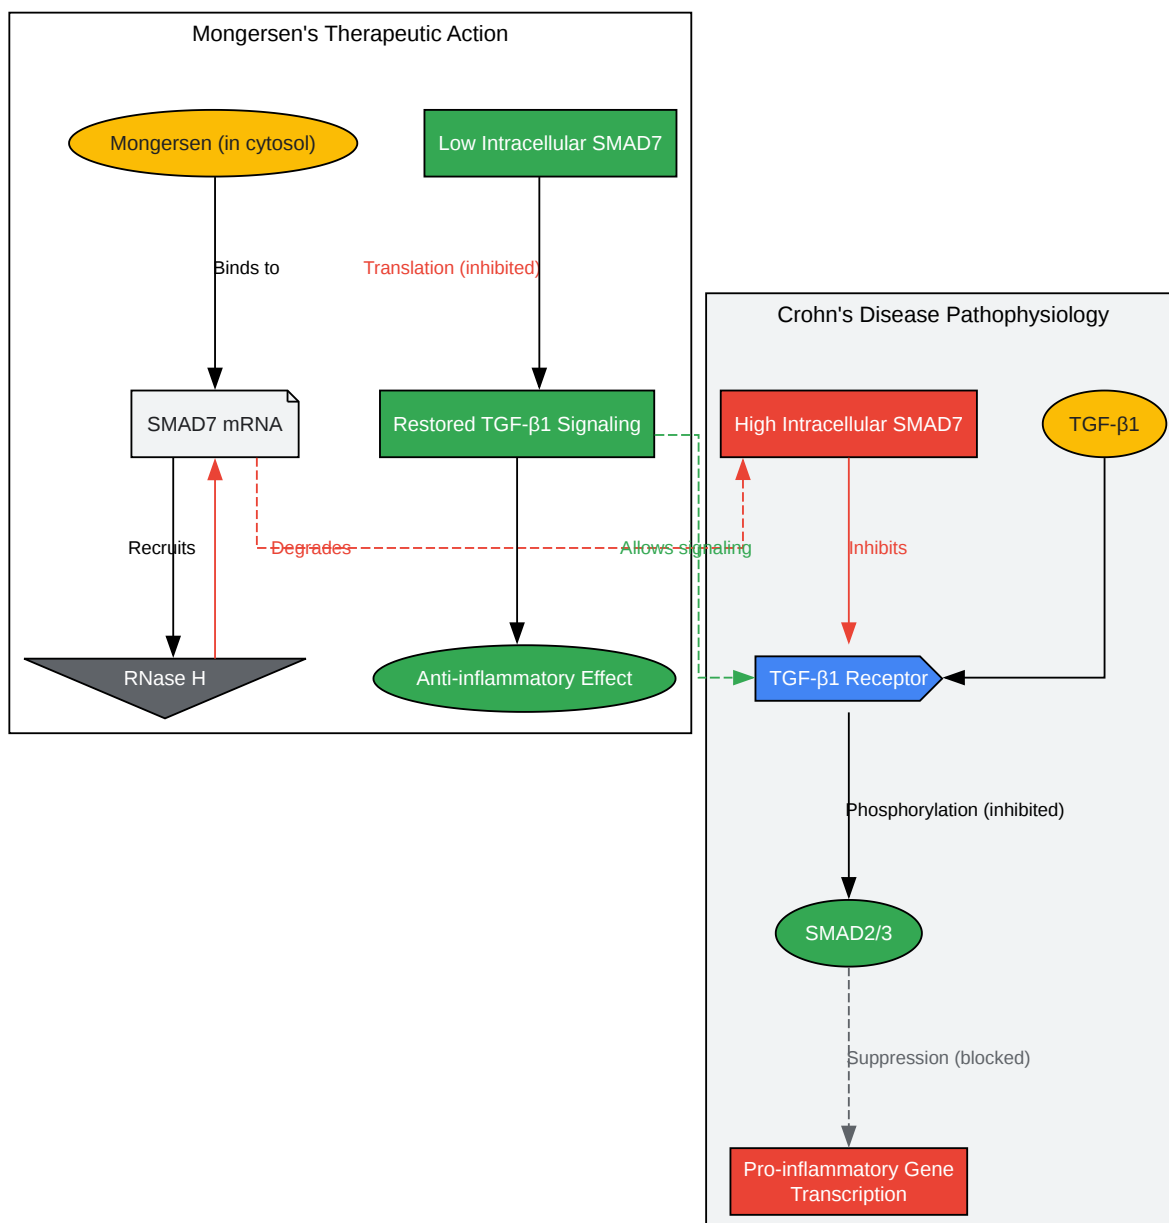 Mongersen's Therapeutic Action
Mongersen (in cytosol)
Low Intracellular SMAD7
Binds to
Translation (inhibited)
Crohn's Disease Pathophysiology
SMAD7 mRNA
Restored TGF-β1 Signaling
High Intracellular SMAD7
TGF-β1
Recruits
Degrades
Allows signaling
Inhibits
RNase H
Anti-inflammatory Effect
TGF-β1 Receptor
Phosphorylation (inhibited)
SMAD2/3
Suppression (blocked)
Pro-inflammatory Gene
Transcription